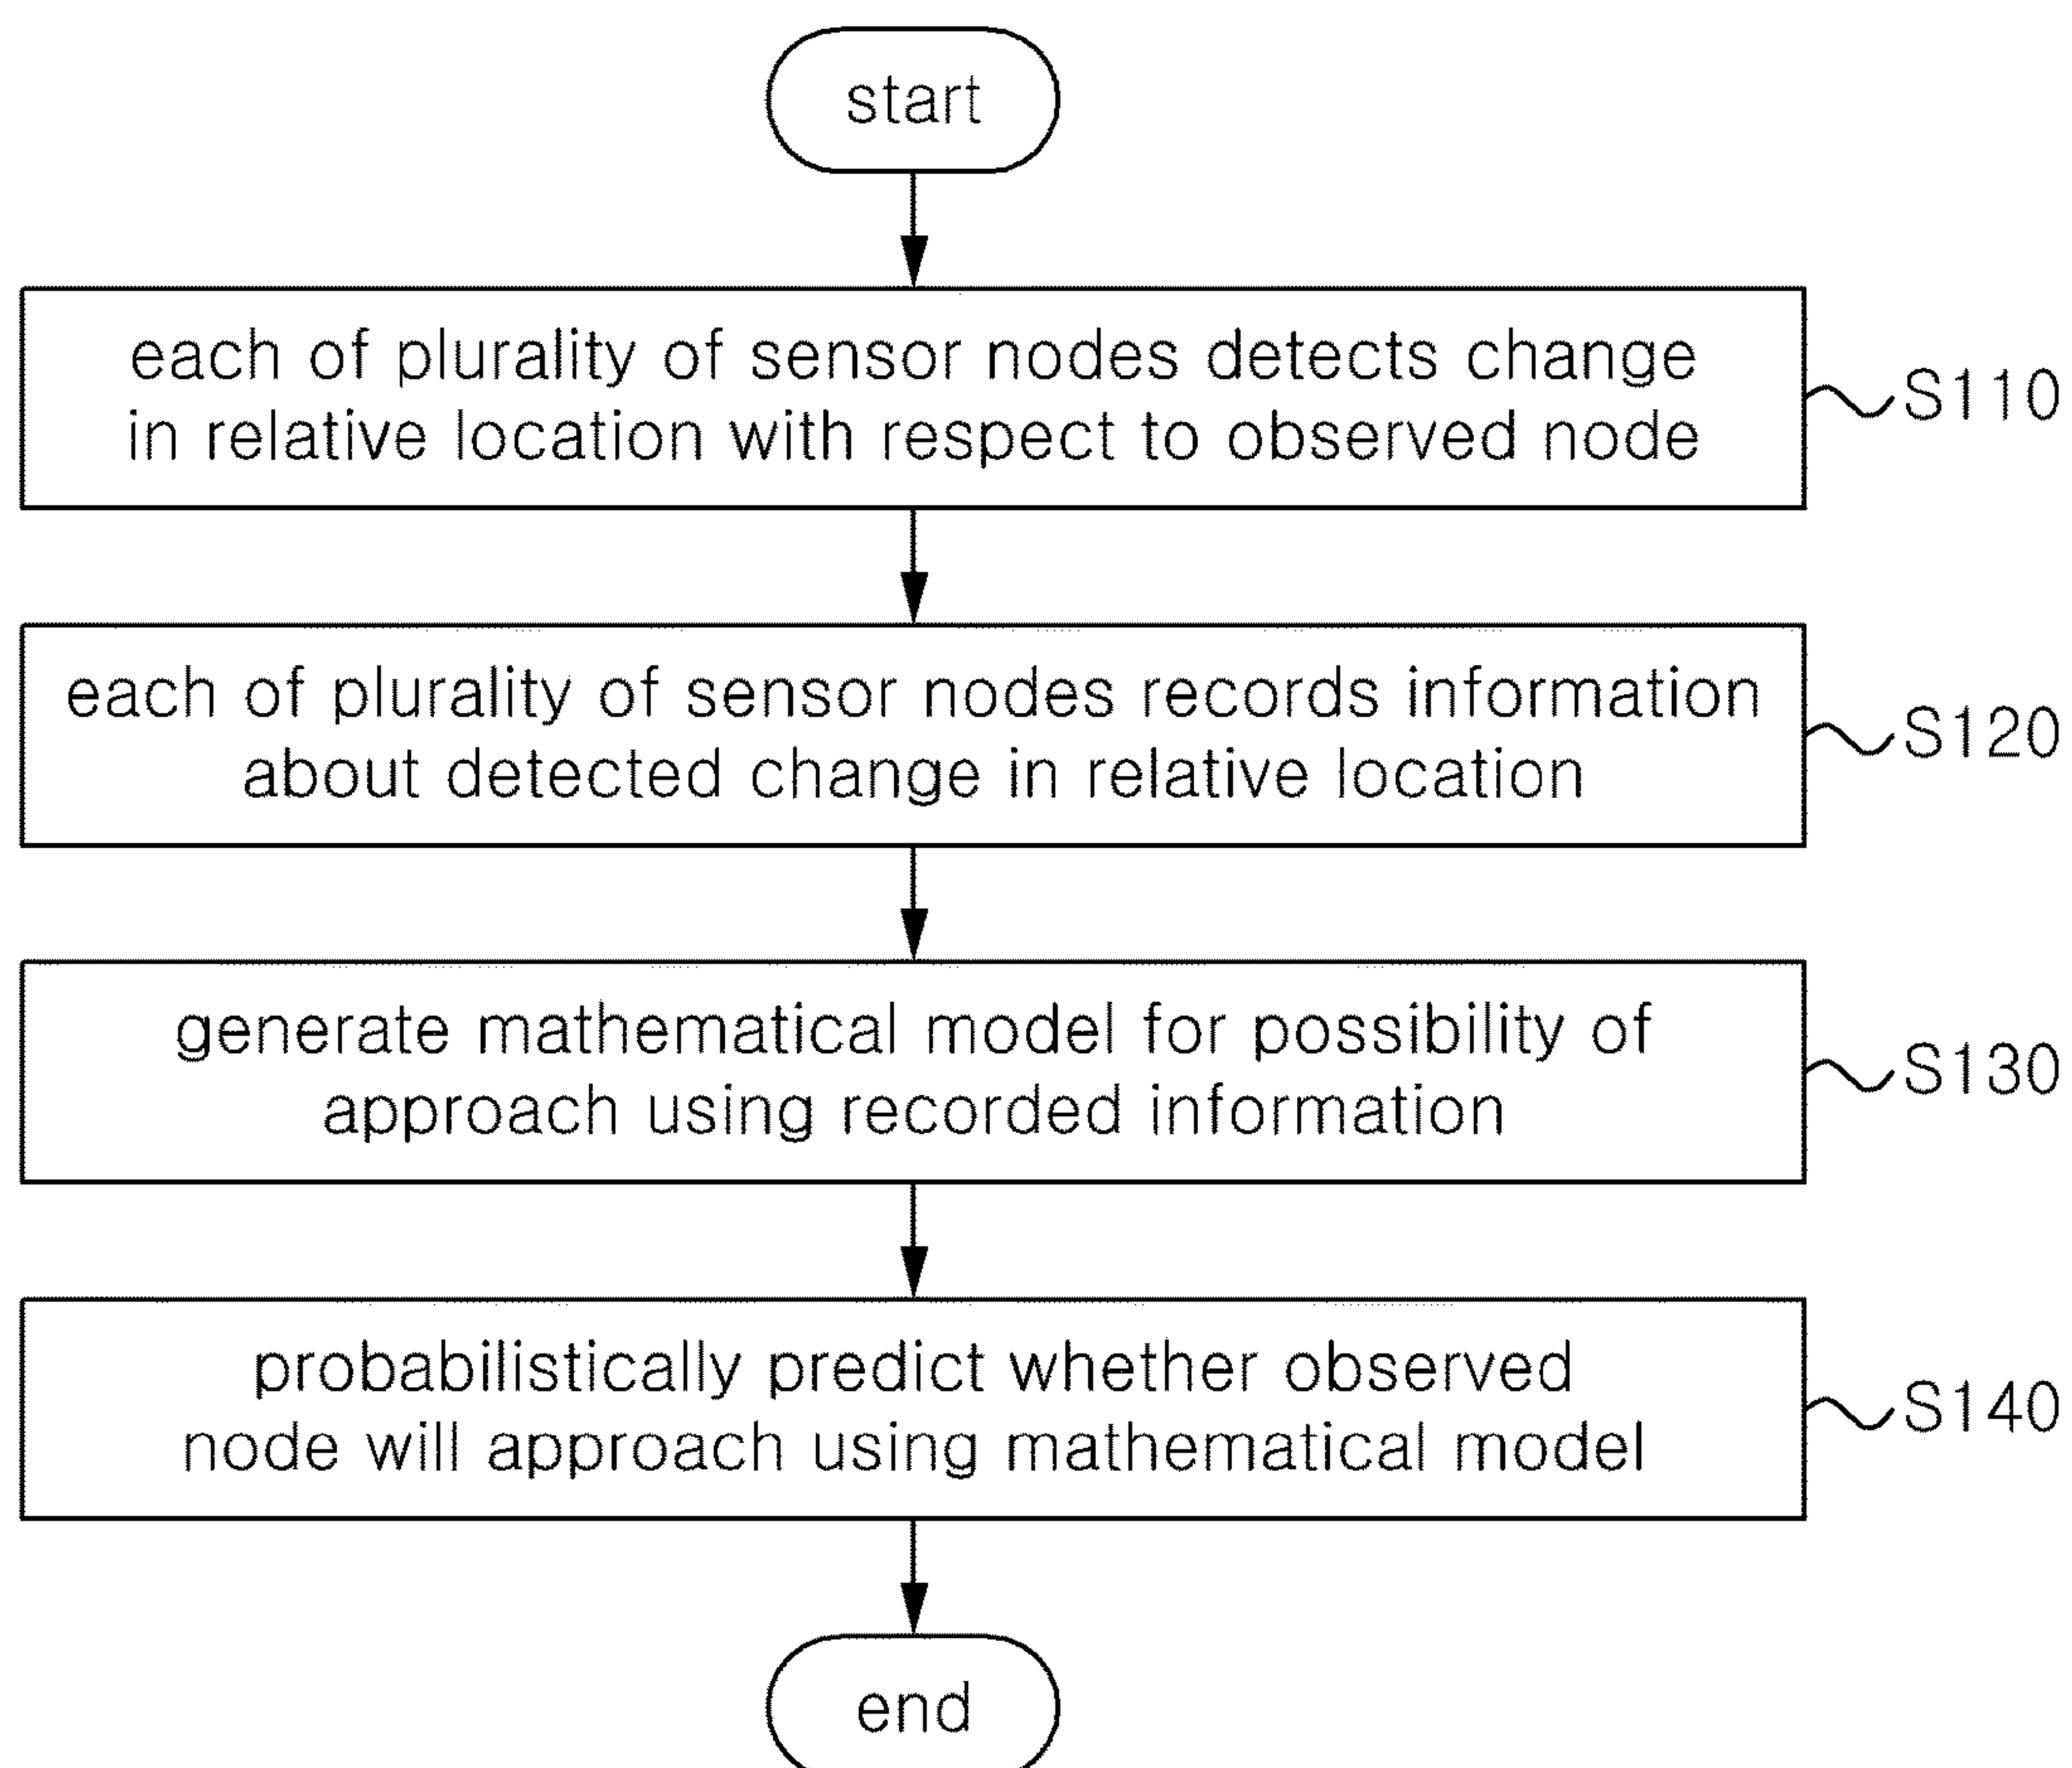 start
each of plurality of sensor nodes detects change
in relative location with respect to observed node
S110
each of plurality of sensor nodes records information
about detected change in relative location
S120
generate mathematical model for possibility of
approach using recorded information
S130
probabilistically predict whether observed
node will approach using mathematical model
S140
end